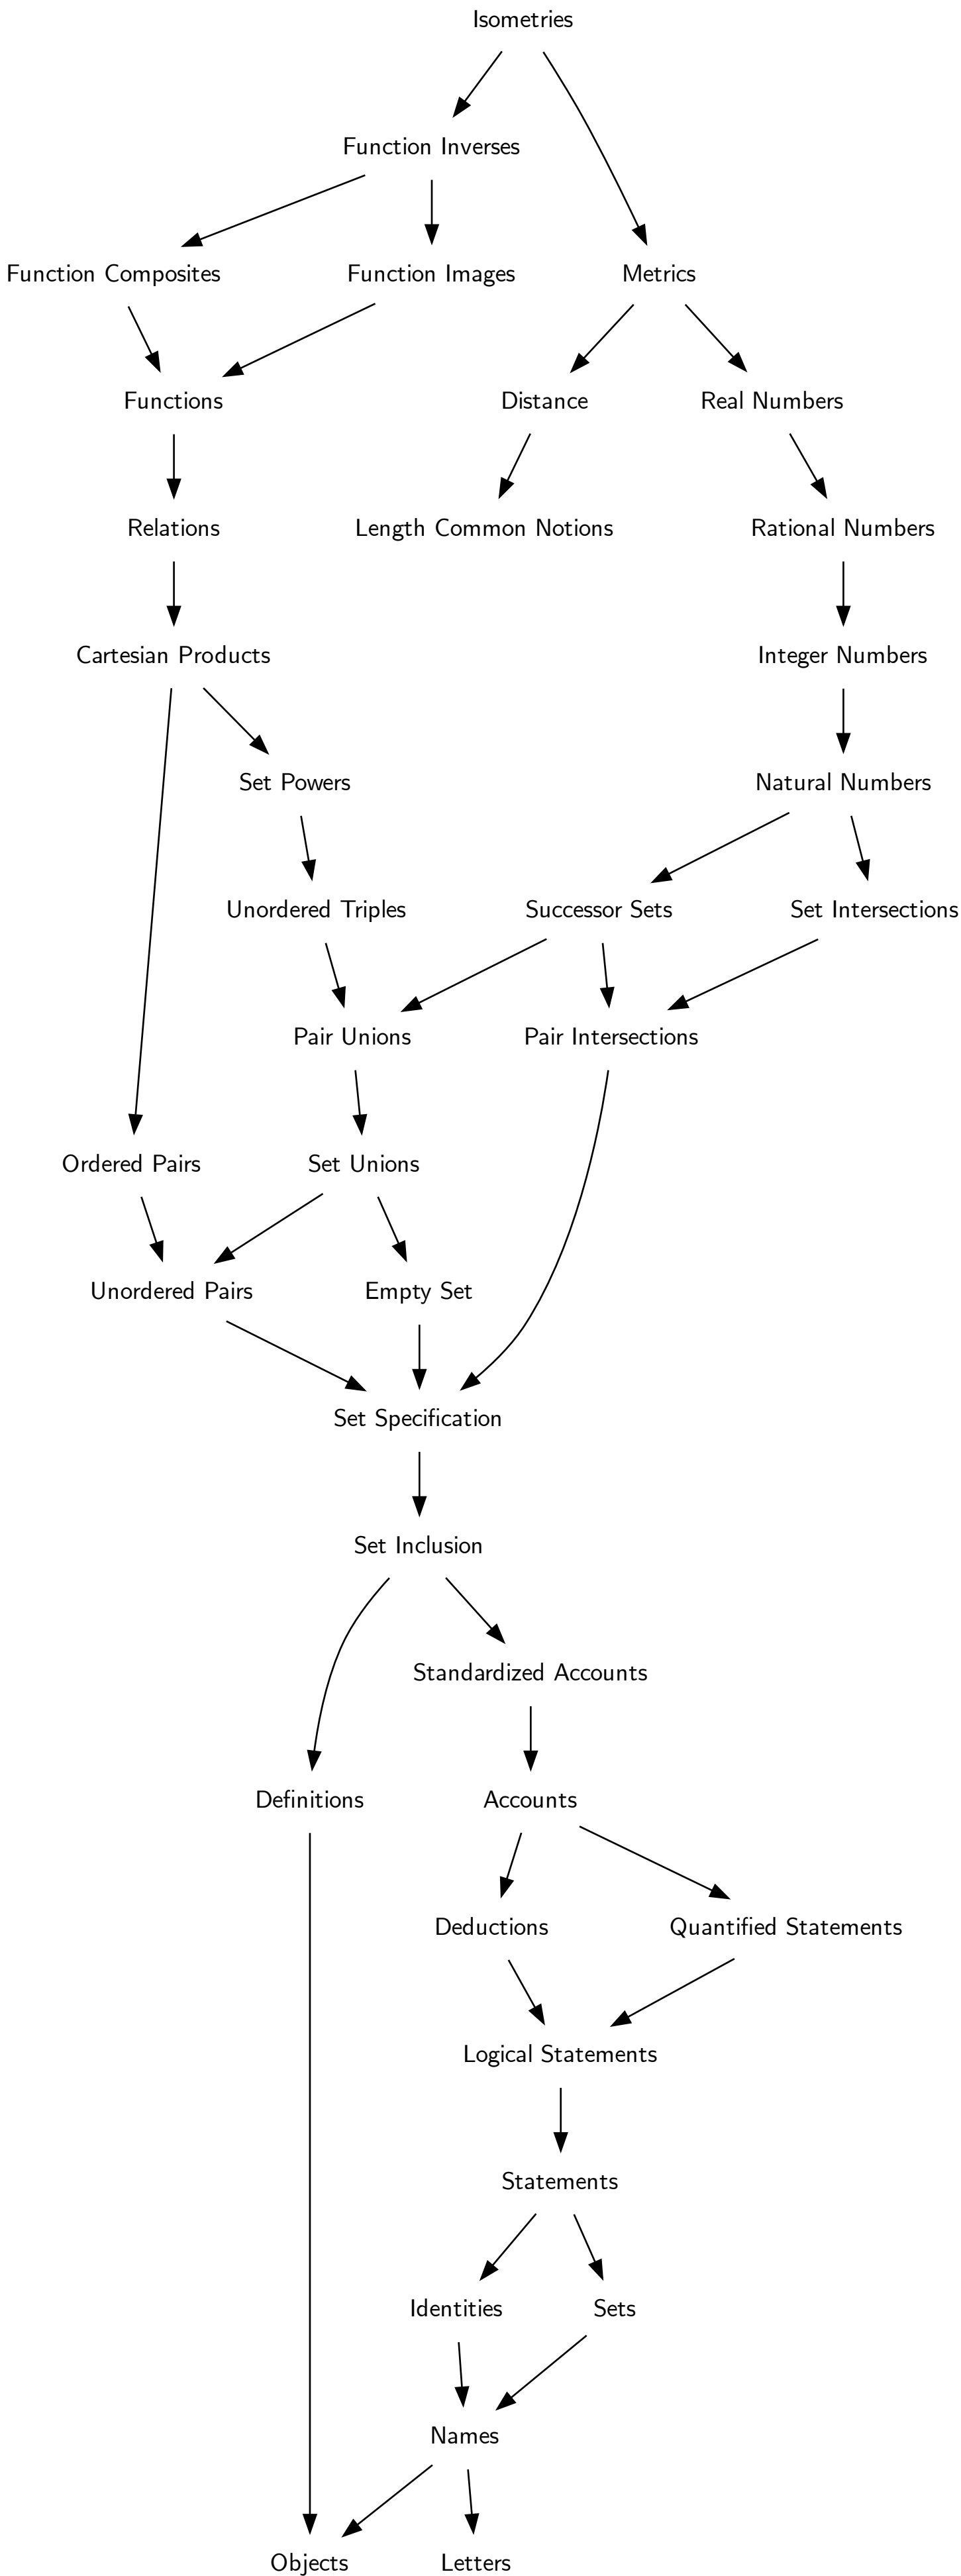 Isometries
Function Inverses
Function Composites
Function Images
Metrics
Functions
Distance
Real Numbers
Relations
Length Common Notions
Rational Numbers
Cartesian Products
Integer Numbers
Set Powers
Natural Numbers
Unordered Triples
Successor Sets
Set Intersections
Pair Unions
Pair Intersections
Ordered Pairs
Set Unions
Unordered Pairs
Empty Set
Set Specification
Set Inclusion
Standardized Accounts
Definitions
Accounts
Deductions
Quantified Statements
Logical Statements
Statements
Identities
Sets
Names
Objects
Letters